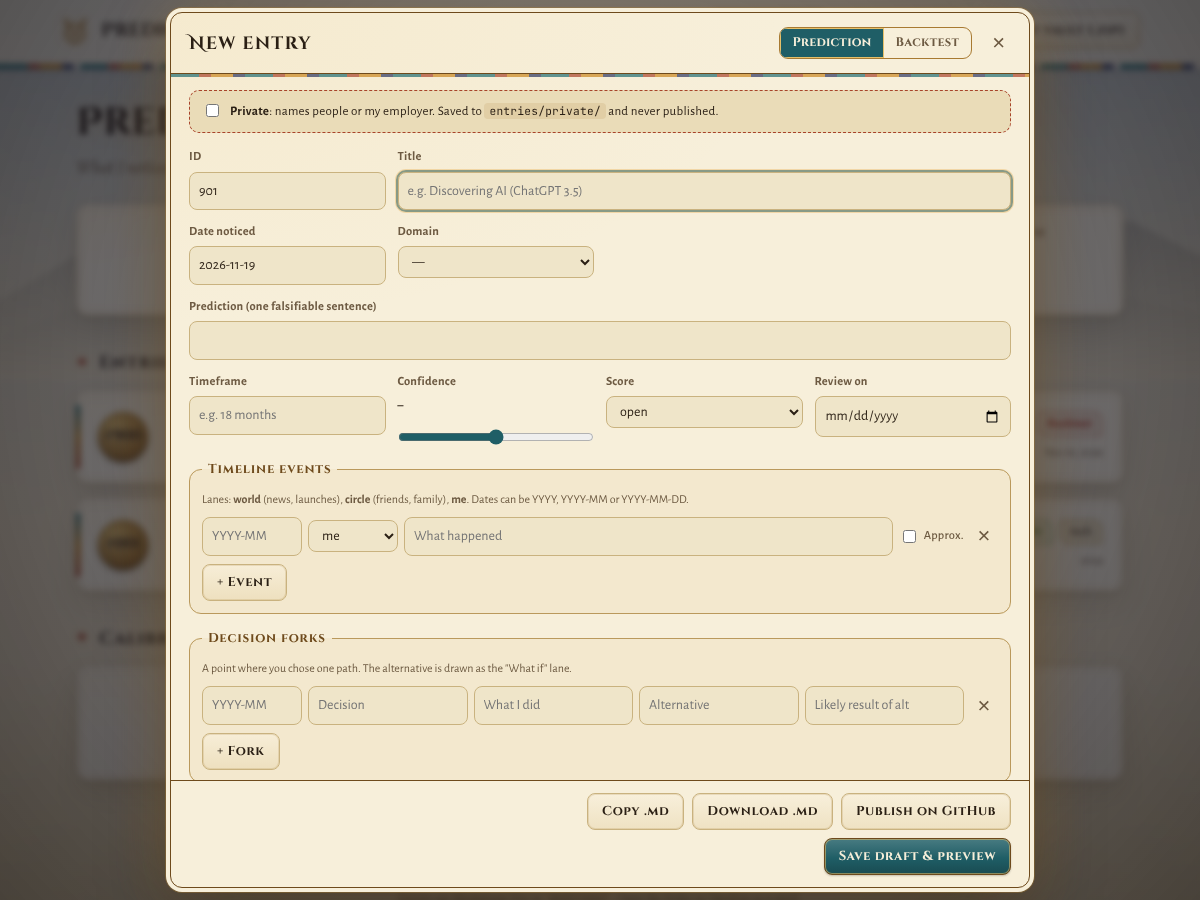 New entry
Prediction
Backtest
✕
Private: names people or my employer. Saved to entries/private/ and never published.
ID
Title
901
e.g. Discovering AI (ChatGPT 3.5)
Date noticed
Domain
2026-11-19
—
Prediction (one falsifiable sentence)
Timeframe
Confidence
Score
Review on
e.g. 18 months
–
open
mm/dd/yyyy
Timeline events
Lanes: world (news, launches), circle (friends, family), me. Dates can be YYYY, YYYY-MM or YYYY-MM-DD.
YYYY-MM
me
What happened
Approx.
✕
+ Event
Decision forks
A point where you chose one path. The alternative is drawn as the "What if" lane.
YYYY-MM
Decision
What I did
Alternative
Likely result of alt
✕
+ Fork
Copy .md
Download .md
Publish on GitHub
Save draft & preview